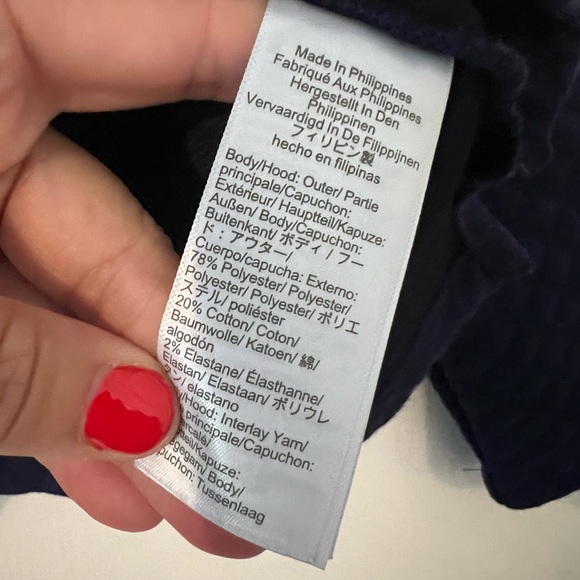 Made In Philippines
Fabriqué Aux Philippines
Hergestellt In Den
Philippinen
Vervaardigd In De Filippijnen
フィリピン製
hecho en filipinas
Body/Hood: Outer/ Partie
principale/Capuchon:
Extérieur/ Hauptteil/Kapuze:
Außen/ Body/Capuchon:
Buitenkant/ ボディ / フー
ド : アウター/
Cuerpo/capucha: Externo:
78% Polyester/ Polyester/
Polyester/ Polyester/ ポリエ
ステル/ poliéster
20% Cotton/ Coton/
Baumwolle/ Katoen/ 綿/
algodón
2% Elastane/ Élasthanne/
Elastan/ Elastaan/ ポリウレ
タン/ elastano
/Hood: Interlay Yarn/
principale/Capuchon:
Kapuze:
Body/
Tussenlaag